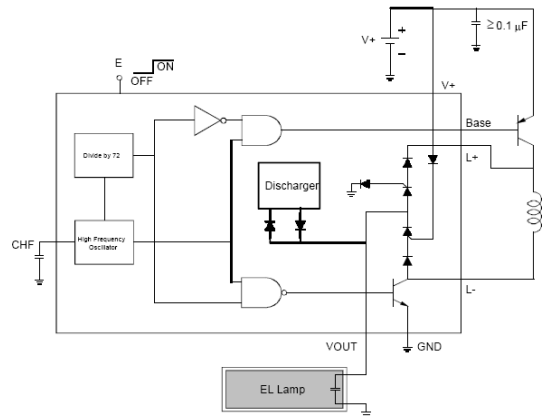 ≥0.1 µF
V+
+
−
E
ON
OFF
V+
Base
L+
Divide by 72
Discharger
High Frequency
Oscillator
CHF
L-
VOUT
GND
EL Lamp